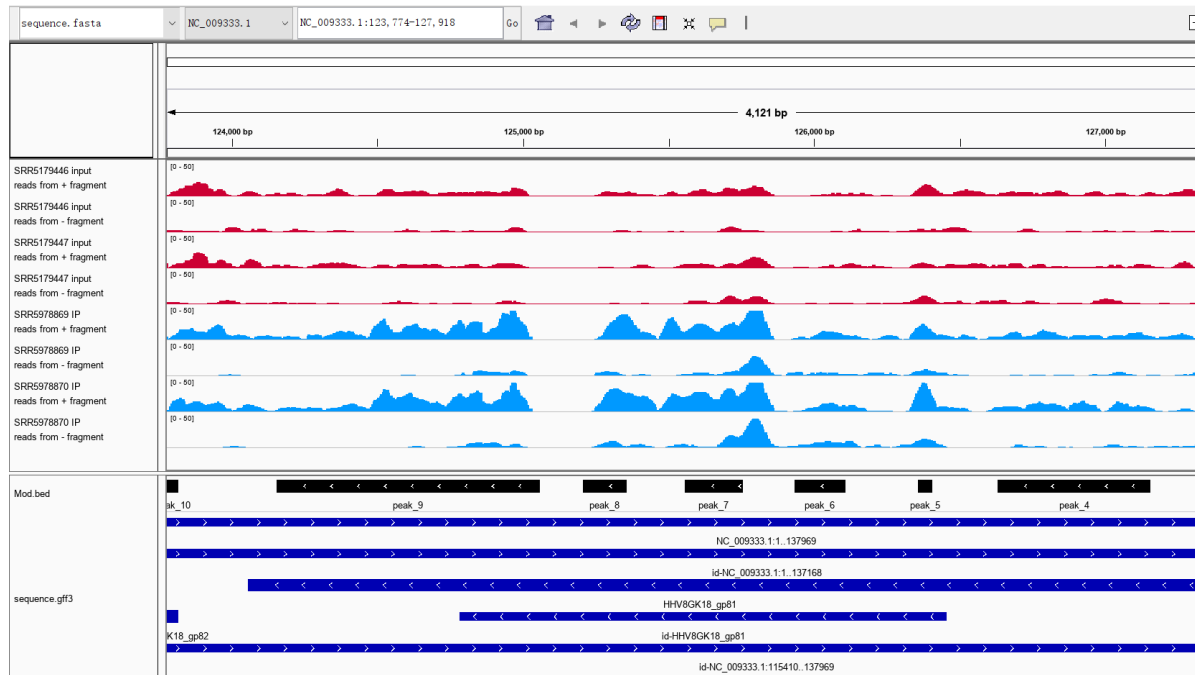 sequence.fasta NC_009333.1 NC_009333.1:123,774-127,918 Go
4,121 bp
124,000 bp 125,000 bp 126,000 bp 127,000 bp
SRR5179446 input
reads from + fragment
[0 - 50]
SRR5179446 input
reads from - fragment
[0 - 50]
SRR5179447 input
reads from + fragment
[0 - 50]
SRR5179447 input
reads from - fragment
[0 - 50]
SRR5978869 IP
reads from + fragment
[0 - 50]
SRR5978869 IP
reads from - fragment
[0 - 50]
SRR5978870 IP
reads from + fragment
[0 - 50]
SRR5978870 IP
reads from - fragment
[0 - 50]
Mod.bed
ak_10 peak_9 peak_8 peak_7 peak_6 peak_5 peak_4
NC_009333.1:1..137969
id-NC_009333.1:1..137168
sequence.gff3
HHV8GK18_gp81
K18_gp82 id-HHV8GK18_gp81
id-NC_009333.1:115410..137969